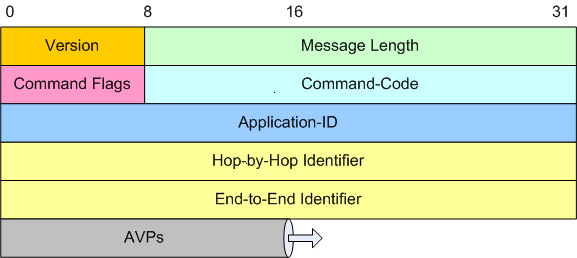 0 8 16 31
Version Message Length
Command Flags Command-Code
Application-ID
Hop-by-Hop Identifier
End-to-End Identifier
AVPs